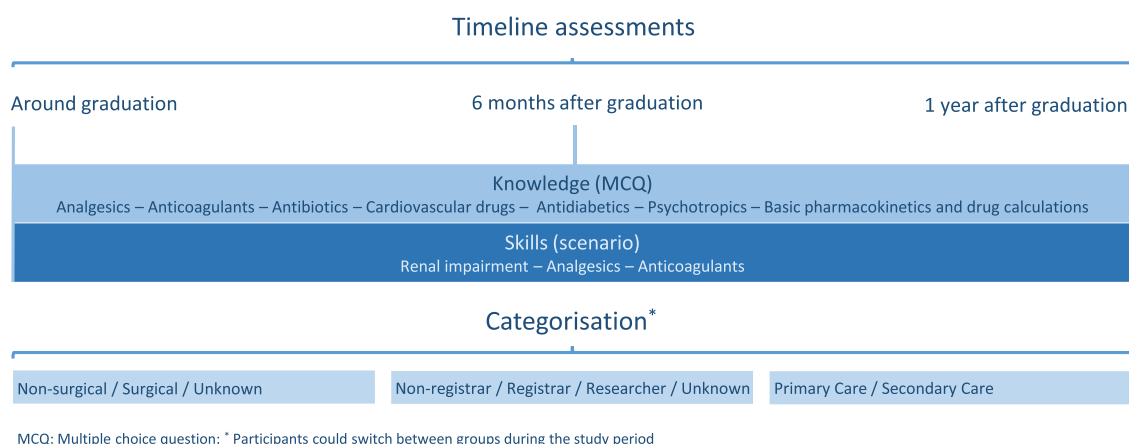 Timeline assessments
Around graduation
6 months after graduation
1 year after graduation
Knowledge (MCQ)
Analgesics – Anticoagulants – Antibiotics – Cardiovascular drugs – Antidiabetics – Psychotropics – Basic pharmacokinetics and drug calculations
Skills (scenario)
Renal impairment – Analgesics – Anticoagulants
Categorisation*
Non-surgical / Surgical / Unknown
Non-registrar / Registrar / Researcher / Unknown
Primary Care / Secondary Care
MCQ: Multiple choice question; * Participants could switch between groups during the study period